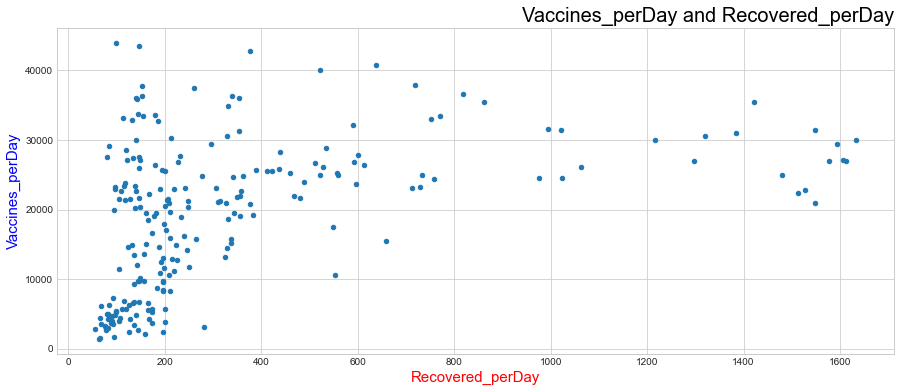 Vaccines_perDay and Recovered_perDay
Vaccines_perDay
40000
30000
20000
10000
0
0 200 400 600 800 1000 1200 1400 1600
Recovered_perDay